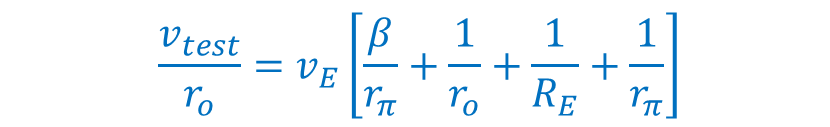 v_test / r_o = v_E [ β / r_π + 1 / r_o + 1 / R_E + 1 / r_π ]